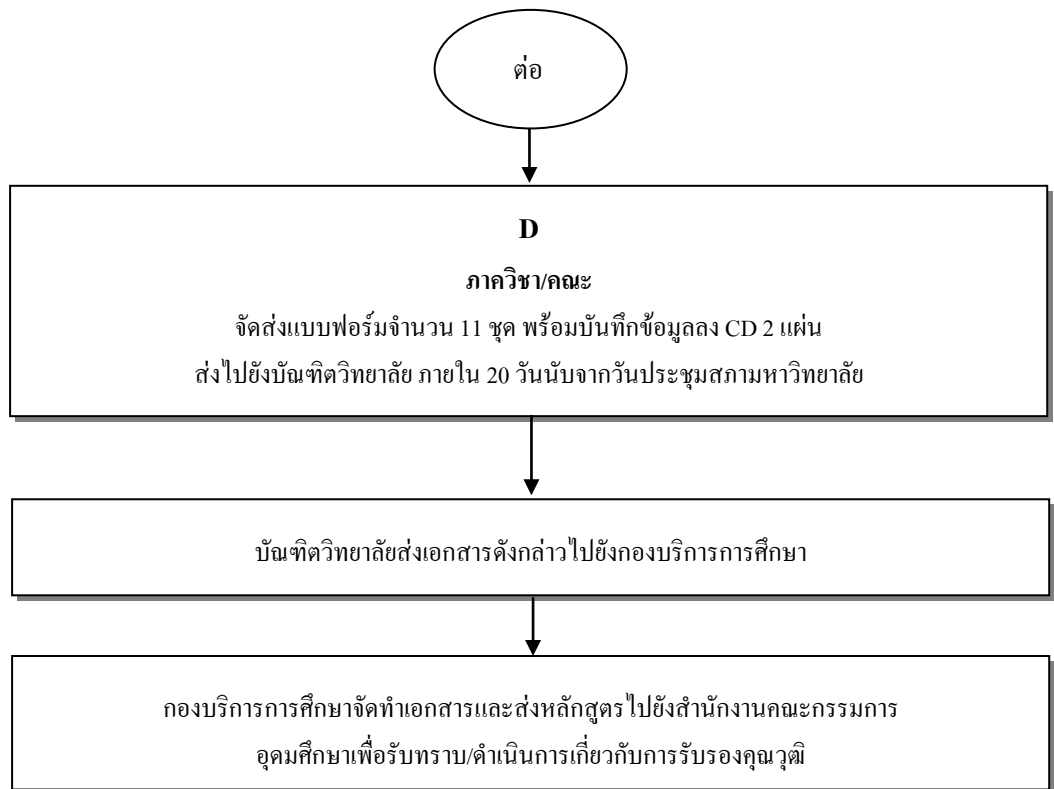 ต่อ
D
ภาควิชา/คณะ
จัดส่งแบบฟอร์มจำนวน 11 ชุด พร้อมบันทึกข้อมูลลง CD 2 แผ่น
ส่งไปยังบัณฑิตวิทยาลัย ภายใน 20 วันนับจากวันประชุมสภามหาวิทยาลัย
บัณฑิตวิทยาลัยส่งเอกสารดังกล่าวไปยังกองบริการการศึกษา
กองบริการการศึกษาจัดทำเอกสารและส่งหลักสูตรไปยังสำนักงานคณะกรรมการ
อุดมศึกษาเพื่อรับทราบ/ดำเนินการเกี่ยวกับการรับรองคุณวุฒิ